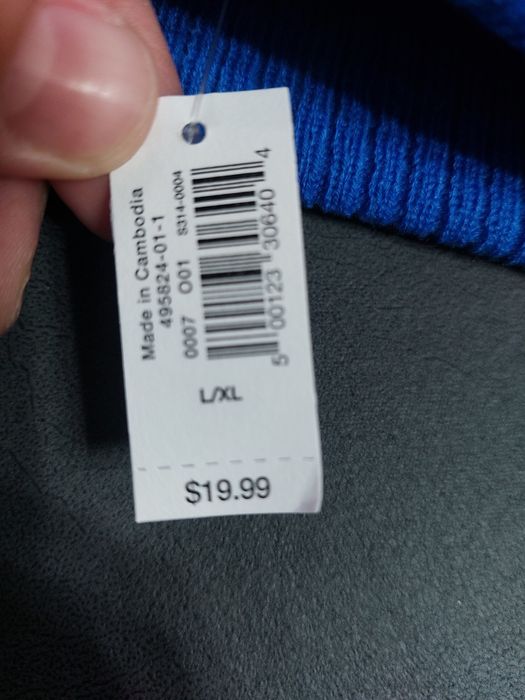 Made in Cambodia
495824-01-1
0007 001 S314-0004
5 00123 30640 4
L/XL
$19.99